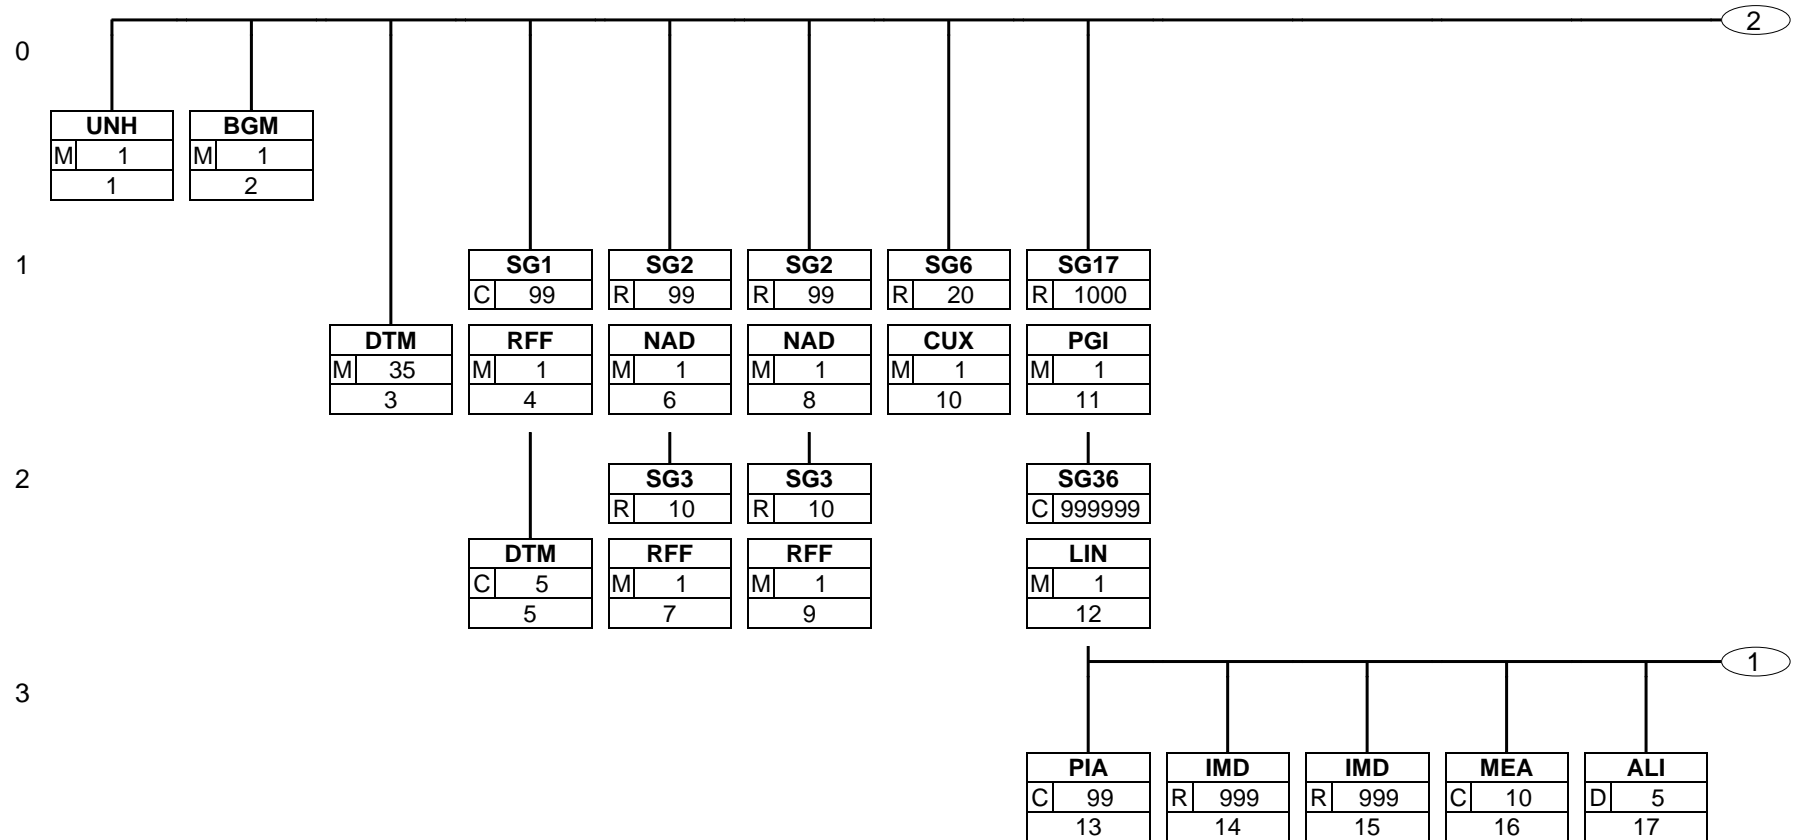 2
0
UNH BGM
M 1 M 1
1 2
1
SG1 SG2 SG2 SG6 SG17
C 99 R 99 R 99 R 20 R 1000
DTM RFF NAD NAD CUX PGI
M 35 M 1 M 1 M 1 M 1 M 1
3 4 6 8 10 11
2
SG3 SG3 SG36
R 10 R 10 C 999999
DTM RFF RFF LIN
C 5 M 1 M 1 M 1
5 7 9 12
1
3
PIA IMD IMD MEA ALI
C 99 R 999 R 999 C 10 D 5
13 14 15 16 17